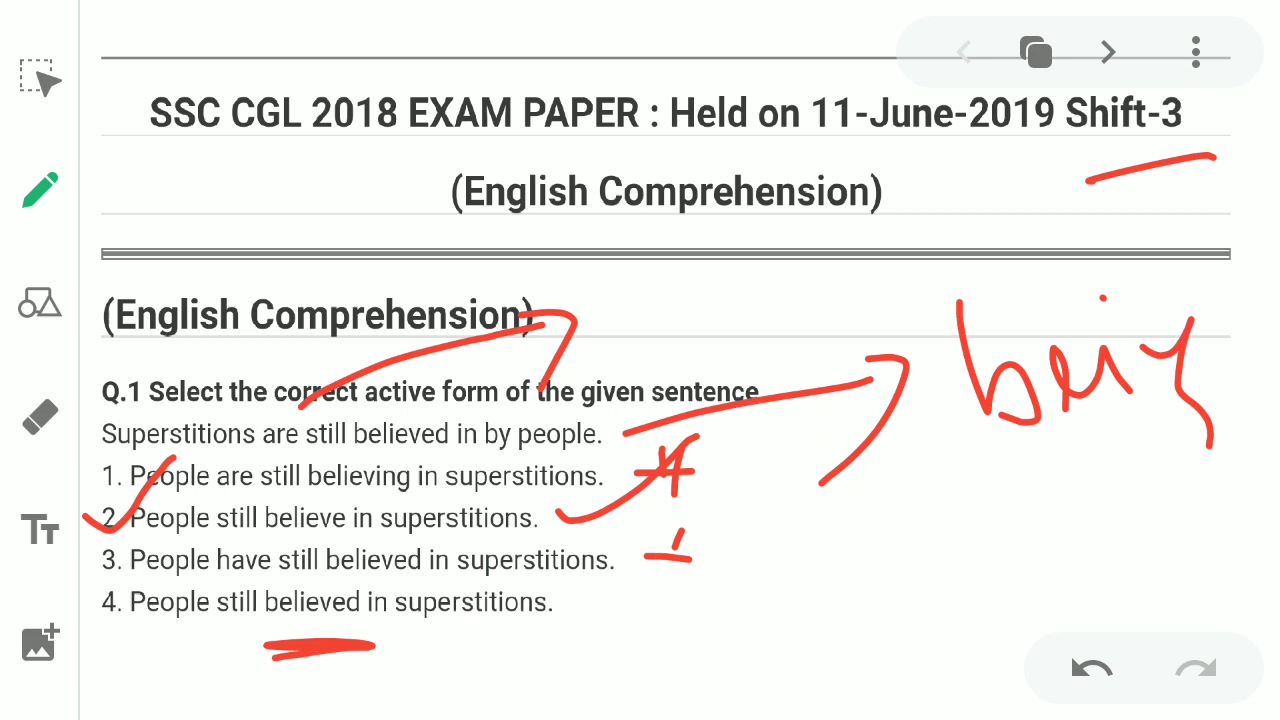 SSC CGL 2018 EXAM PAPER : Held on 11-June-2019 Shift-3
(English Comprehension)
(English Comprehension)
Q.1 Select the correct active form of the given sentence
Superstitions are still believed in by people.
1. People are still believing in superstitions.
2. People still believe in superstitions.
3. People have still believed in superstitions.
4. People still believed in superstitions.
Tт